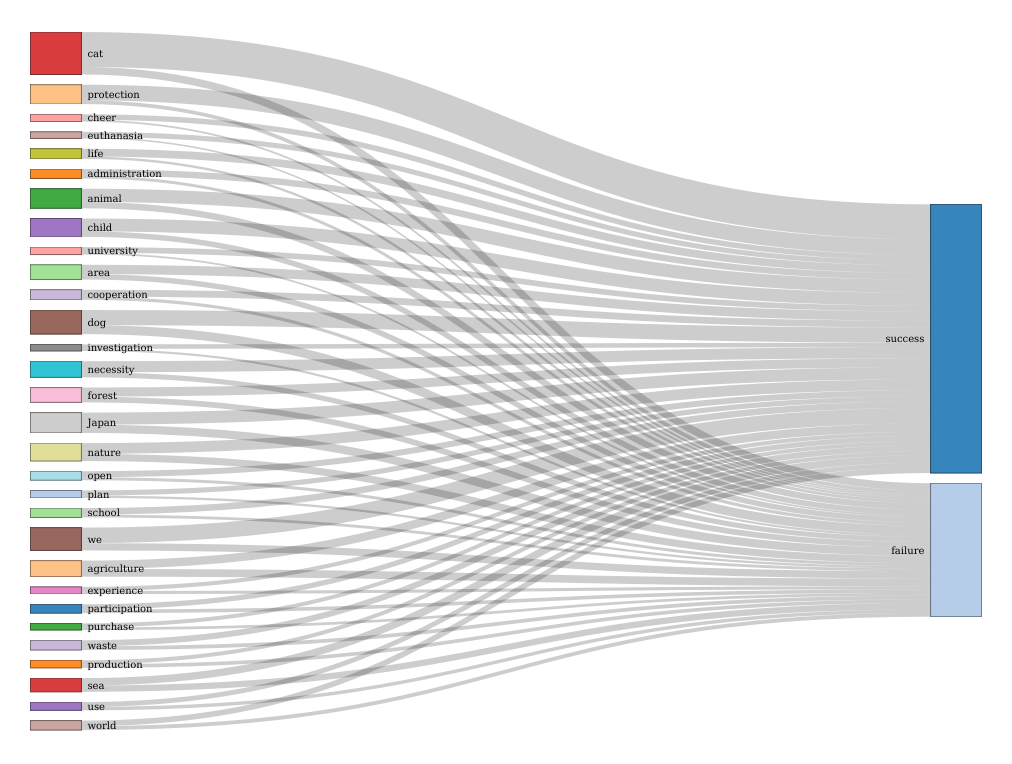 cat
protection
cheer
euthanasia
life
administration
animal
child
university
area
cooperation
dog
investigation
necessity
forest
Japan
nature
open
plan
school
we
agriculture
experience
participation
purchase
waste
production
sea
use
world
success
failure